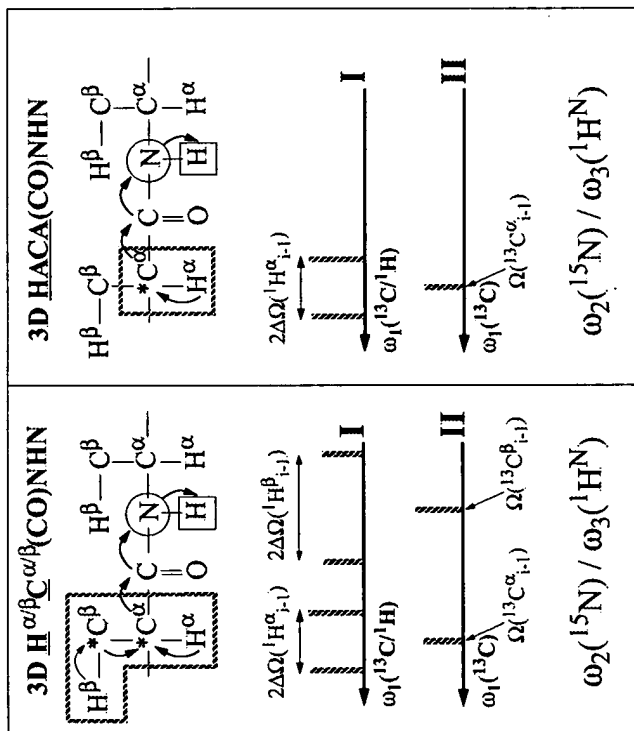 3D H^α/β C^α/β(CO)NHN
H^β *C^β H^β C^β
*C^α C N C^α
H^α O H H^α
2ΔΩ(¹H^α_i-1) 2ΔΩ(¹H^β_i-1)
I
ω₁(¹³C/¹H)
II
ω₁(¹³C) Ω(¹³C^α_i-1) Ω(¹³C^β_i-1)
ω₂(¹⁵N) / ω₃(¹H^N)
3D HACA(CO)NHN
H^β C^β H^β C^β
*C^α C N C^α
H^α O H H^α
2ΔΩ(¹H^α_i-1)
I
ω₁(¹³C/¹H)
II
ω₁(¹³C) Ω(¹³C^α_i-1)
ω₂(¹⁵N) / ω₃(¹H^N)